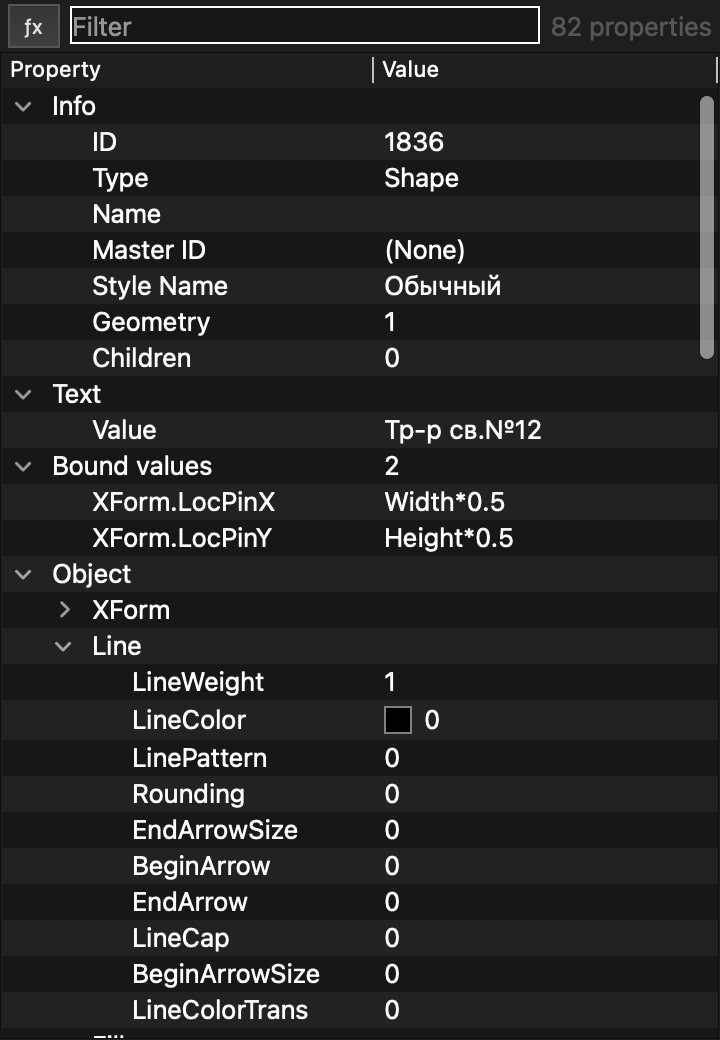 fx Filter 82 properties
Property Value
Info
ID 1836
Type Shape
Name
Master ID (None)
Style Name Обычный
Geometry 1
Children 0
Text
Value Тр-р св.№12
Bound values 2
XForm.LocPinX Width*0.5
XForm.LocPinY Height*0.5
Object
XForm
Line
LineWeight 1
LineColor 0
LinePattern 0
Rounding 0
EndArrowSize 0
BeginArrow 0
EndArrow 0
LineCap 0
BeginArrowSize 0
LineColorTrans 0